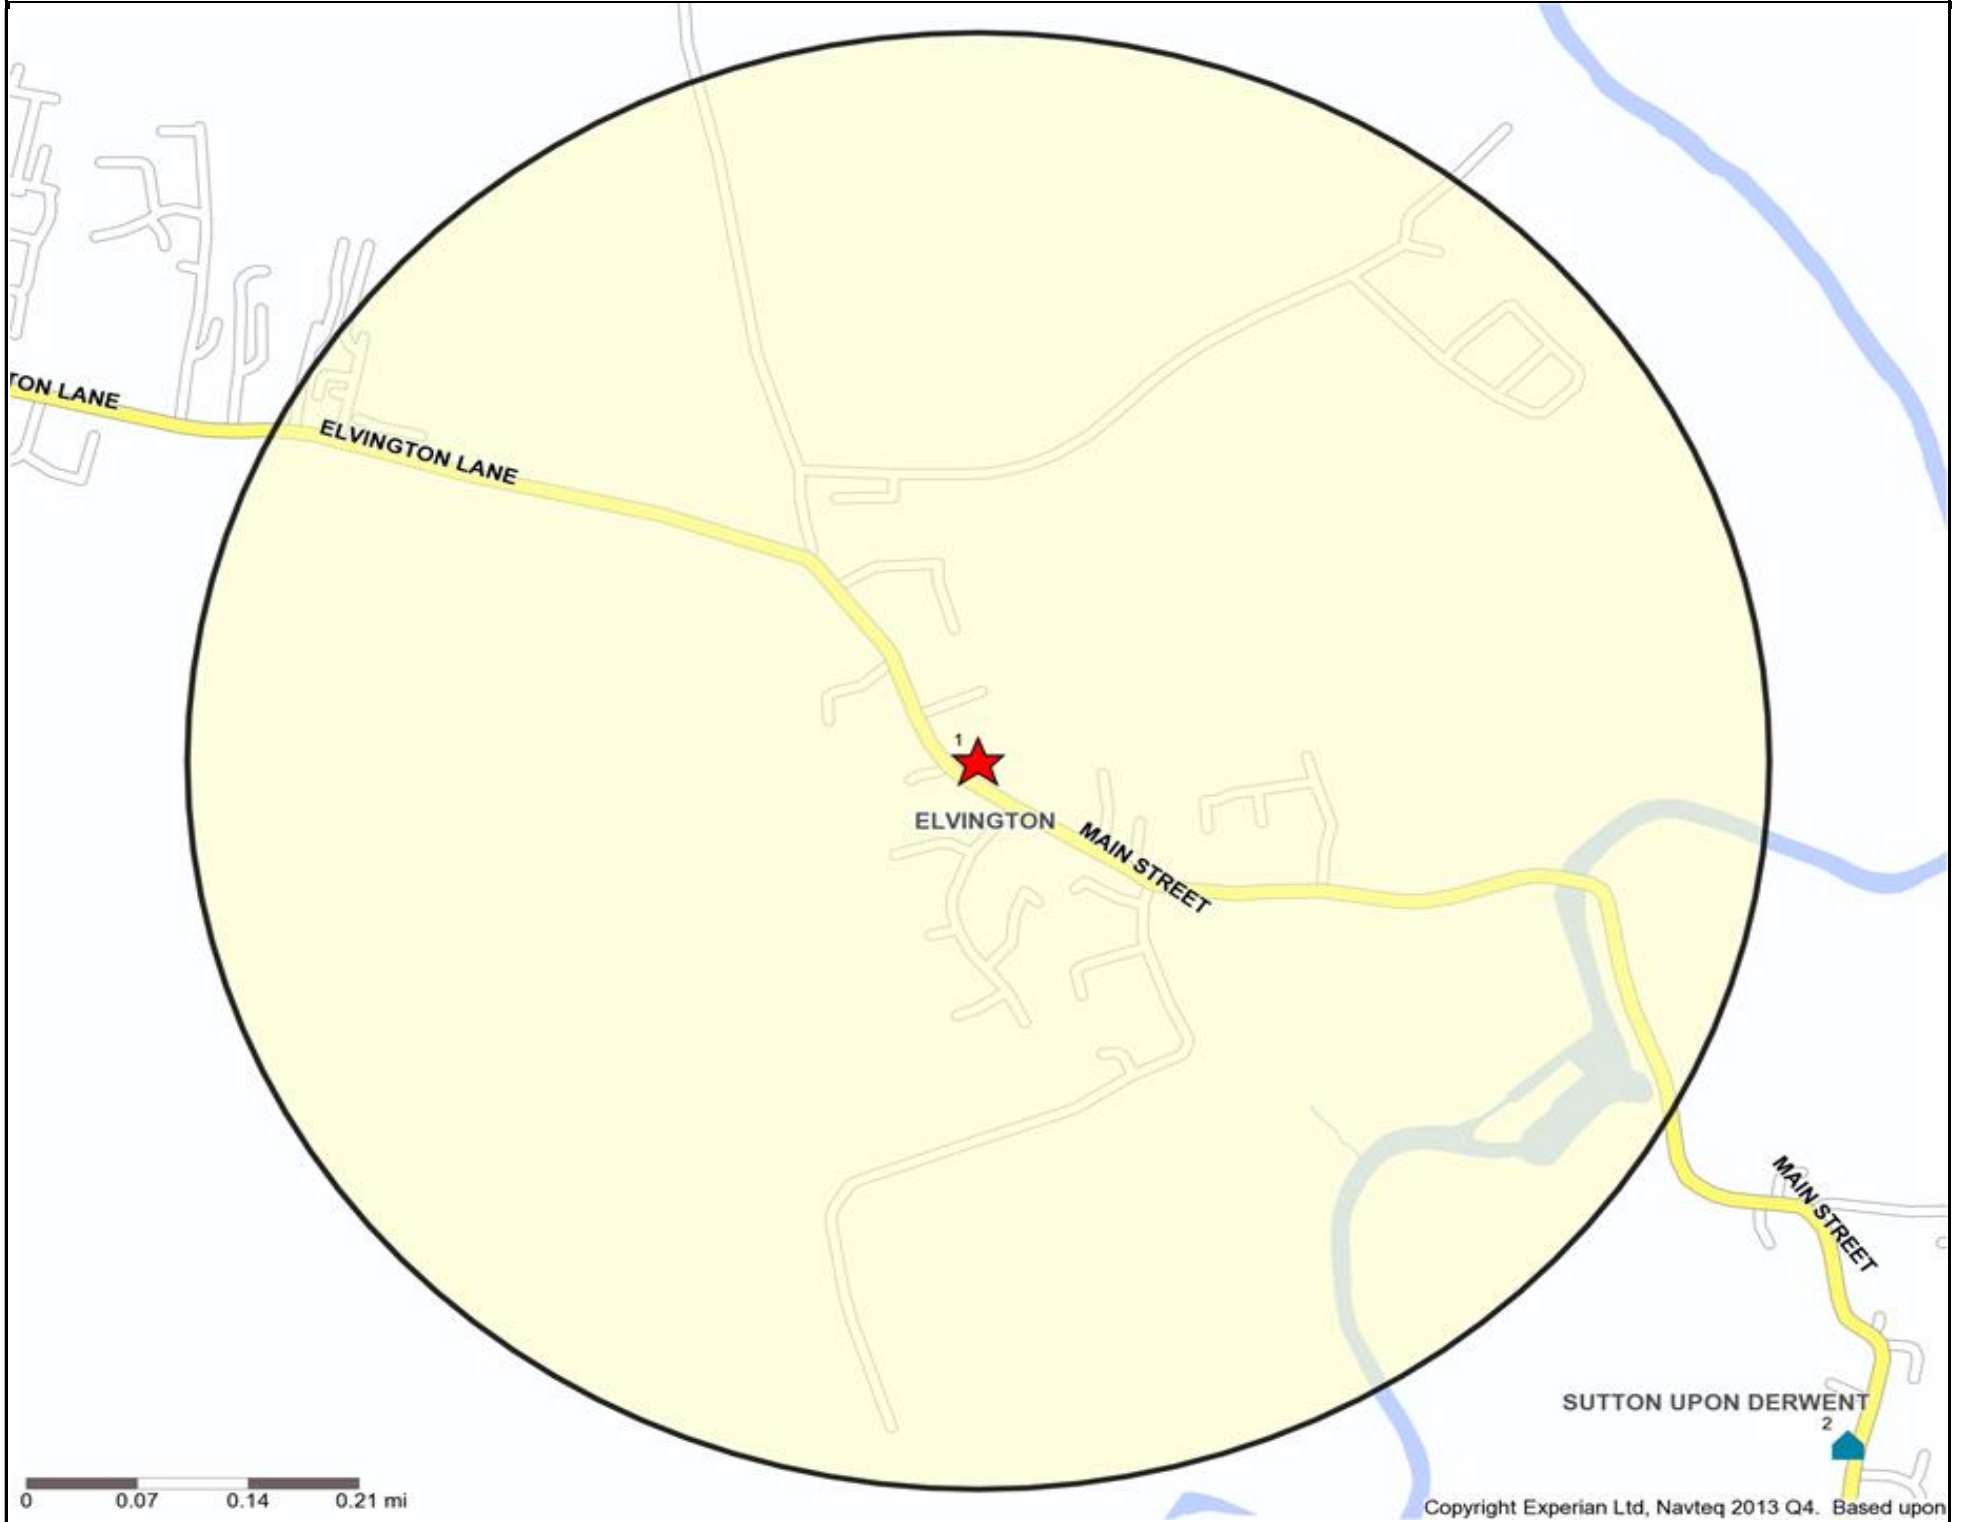 TON LANE
ELVINGTON LANE
1
ELVINGTON
MAIN STREET
MAIN STREET
SUTTON UPON DERWENT
2
0 0.07 0.14 0.21 mi
Copyright Experian Ltd, Navteq 2013 Q4. Based upon